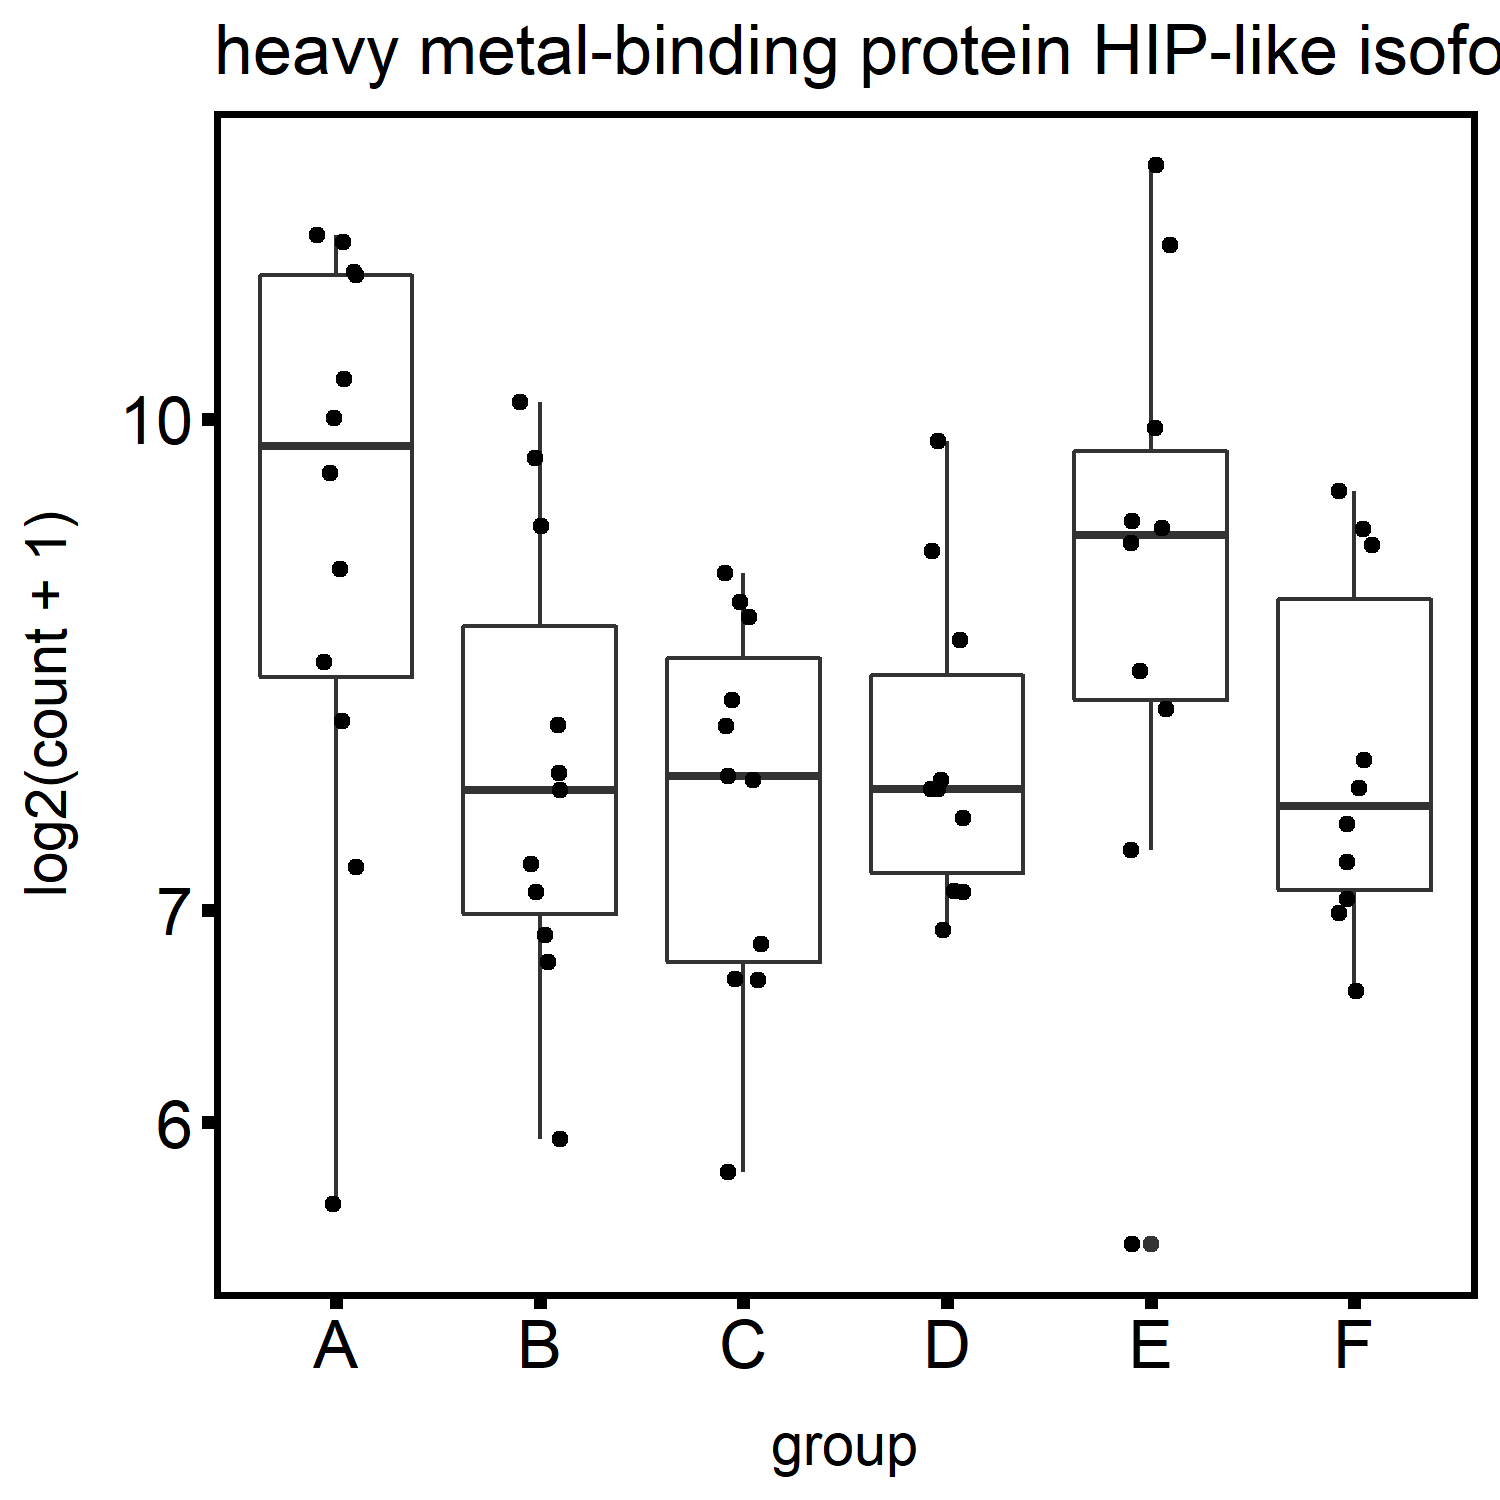 heavy metal-binding protein HIP-like isofo
log2(count + 1)
10
7
6
A B C D E F
group